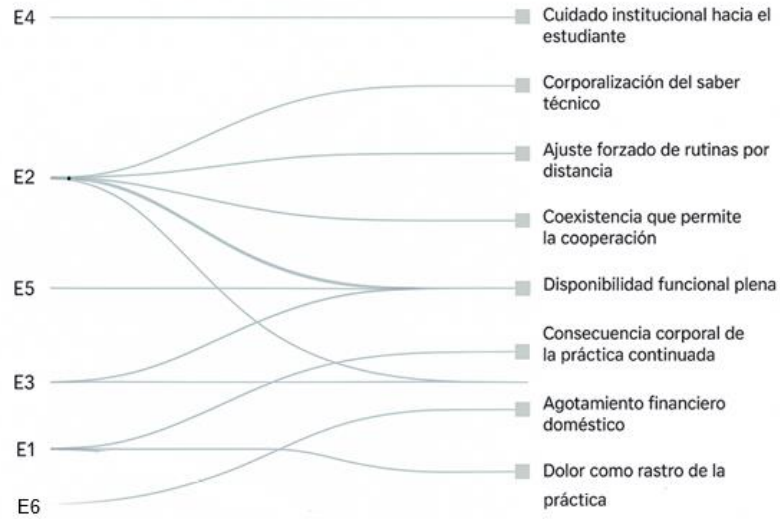 E4
Cuidado institucional hacia el
estudiante
Corporalización del saber
técnico
Ajuste forzado de rutinas por
distancia
E2
Coexistencia que permite
la cooperación
E5
Disponibilidad funcional plena
Consecuencia corporal de
la práctica continuada
E3
Agotamiento financiero
doméstico
E1
Dolor como rastro de la
práctica
E6